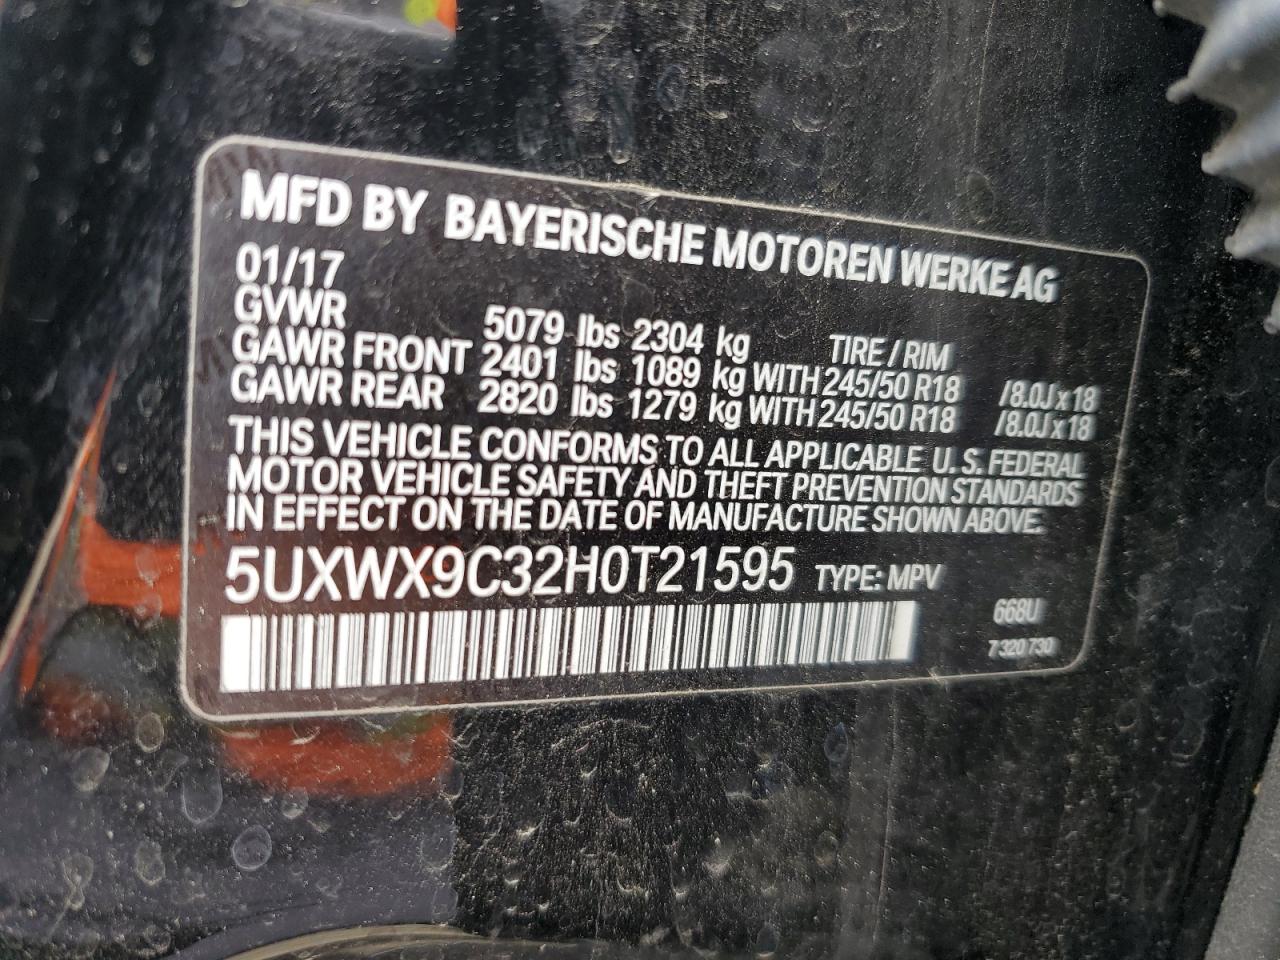 MFD BY BAYERISCHE MOTOREN WERKE AG
01/17
GVWR 5079 lbs 2304 kg TIRE / RIM
GAWR FRONT 2401 lbs 1089 kg WITH 245/50 R18 /8.0J x 18
GAWR REAR 2820 lbs 1279 kg WITH 245/50 R18 /8.0J x 18
THIS VEHICLE CONFORMS TO ALL APPLICABLE U.S. FEDERAL
MOTOR VEHICLE SAFETY AND THEFT PREVENTION STANDARDS
IN EFFECT ON THE DATE OF MANUFACTURE SHOWN ABOVE.
5UXWX9C32H0T21595 TYPE: MPV
668U
7 320 730